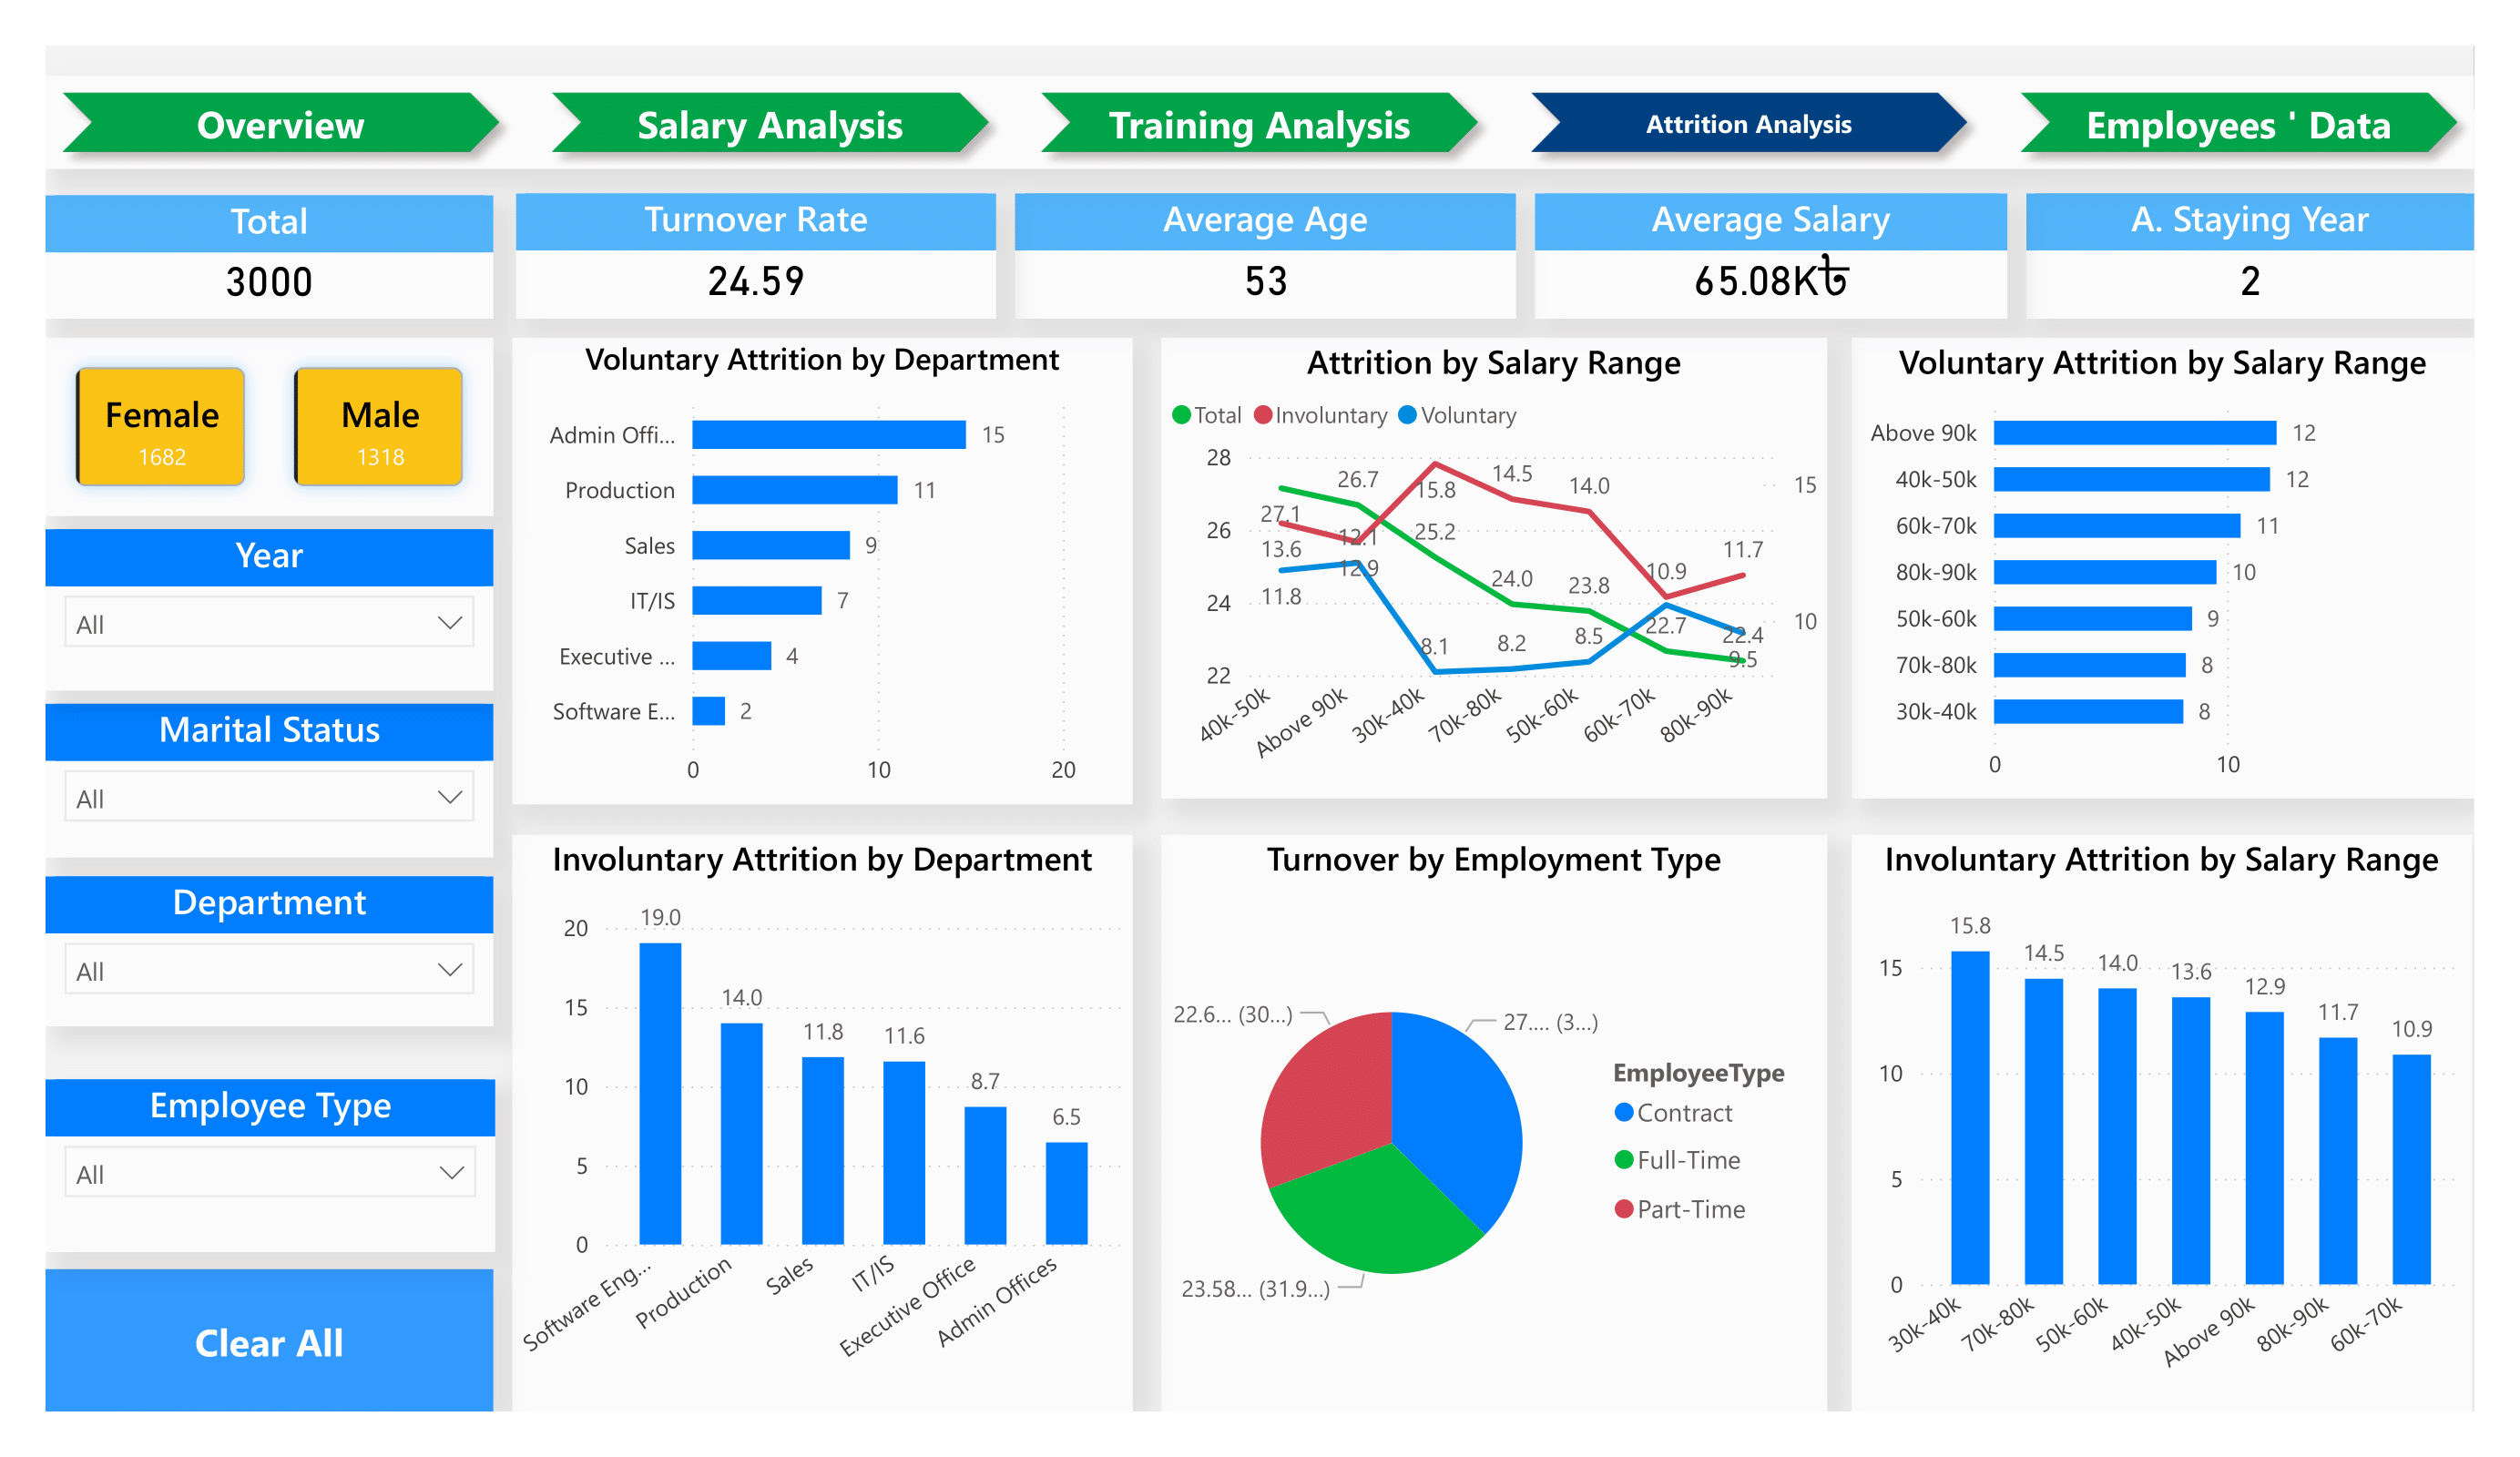 Overview
Salary Analysis
Training Analysis
Attrition Analysis
Employees ' Data
Total
3000
Turnover Rate
24.59
Average Age
53
Average Salary
65.08K৳
A. Staying Year
2
Female
1682
Male
1318
Year
All
Marital Status
All
Department
All
Employee Type
All
Clear All
Voluntary Attrition by Department
Admin Offi... 15
Production 11
Sales 9
IT/IS 7
Executive ... 4
Software E... 2
0 10 20
Attrition by Salary Range
Total Involuntary Voluntary
28
26
24
22
15
10
27.1 26.7 25.2 24.0 23.8 22.7 22.4
13.6 12.1 15.8 14.5 14.0 10.9 11.7
11.8 12.9 8.1 8.2 8.5 9.5
40k-50k Above 90k 30k-40k 70k-80k 50k-60k 60k-70k 80k-90k
Voluntary Attrition by Salary Range
Above 90k 12
40k-50k 12
60k-70k 11
80k-90k 10
50k-60k 9
70k-80k 8
30k-40k 8
0 10
Involuntary Attrition by Department
20
15
10
5
0
19.0 14.0 11.8 11.6 8.7 6.5
Software Eng... Production Sales IT/IS Executive Office Admin Offices
Turnover by Employment Type
22.6... (30...)
27.... (3...)
23.58... (31.9...)
EmployeeType
Contract
Full-Time
Part-Time
Involuntary Attrition by Salary Range
15
10
5
0
15.8 14.5 14.0 13.6 12.9 11.7 10.9
30k-40k 70k-80k 50k-60k 40k-50k Above 90k 80k-90k 60k-70k